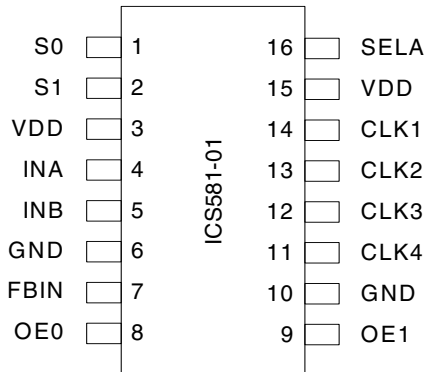 S0 1 16 SELA
S1 2 15 VDD
VDD 3 14 CLK1
INA 4 13 CLK2
INB 5 12 CLK3
GND 6 11 CLK4
FBIN 7 10 GND
OE0 8 9 OE1
ICS581-01